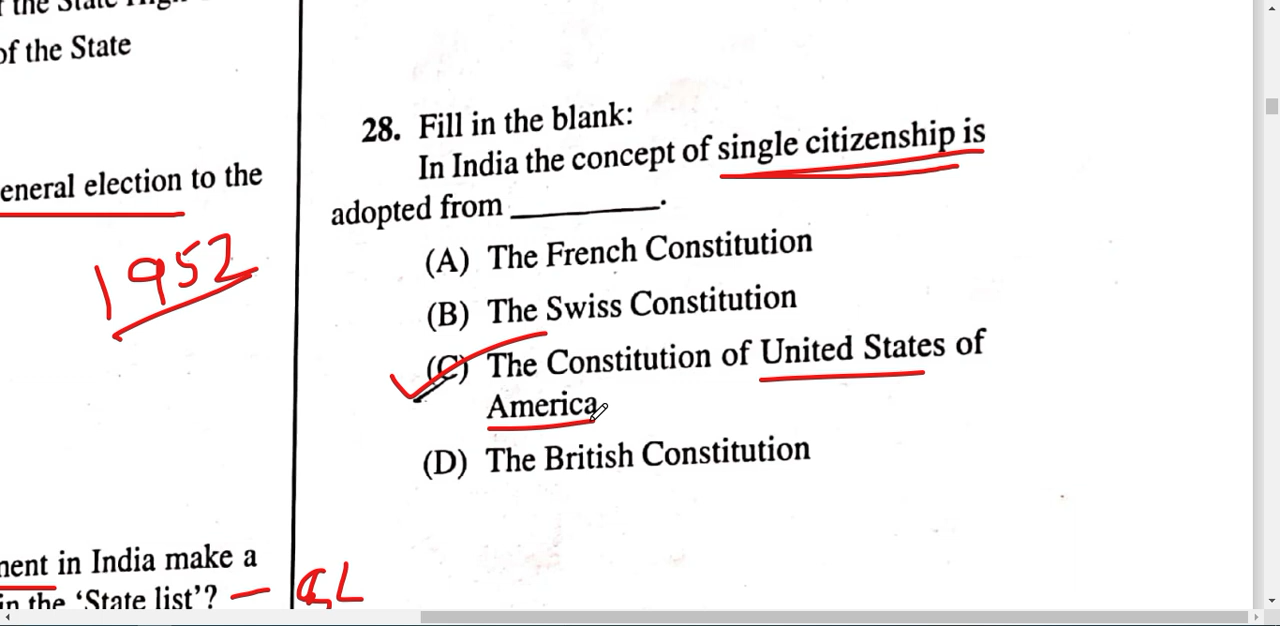 of the State
eneral election to the
1952
nent in India make a
in the ‘State list’? –
28. Fill in the blank:
In India the concept of single citizenship is
adopted from ________.
(A) The French Constitution
(B) The Swiss Constitution
(C) The Constitution of United States of
America
(D) The British Constitution